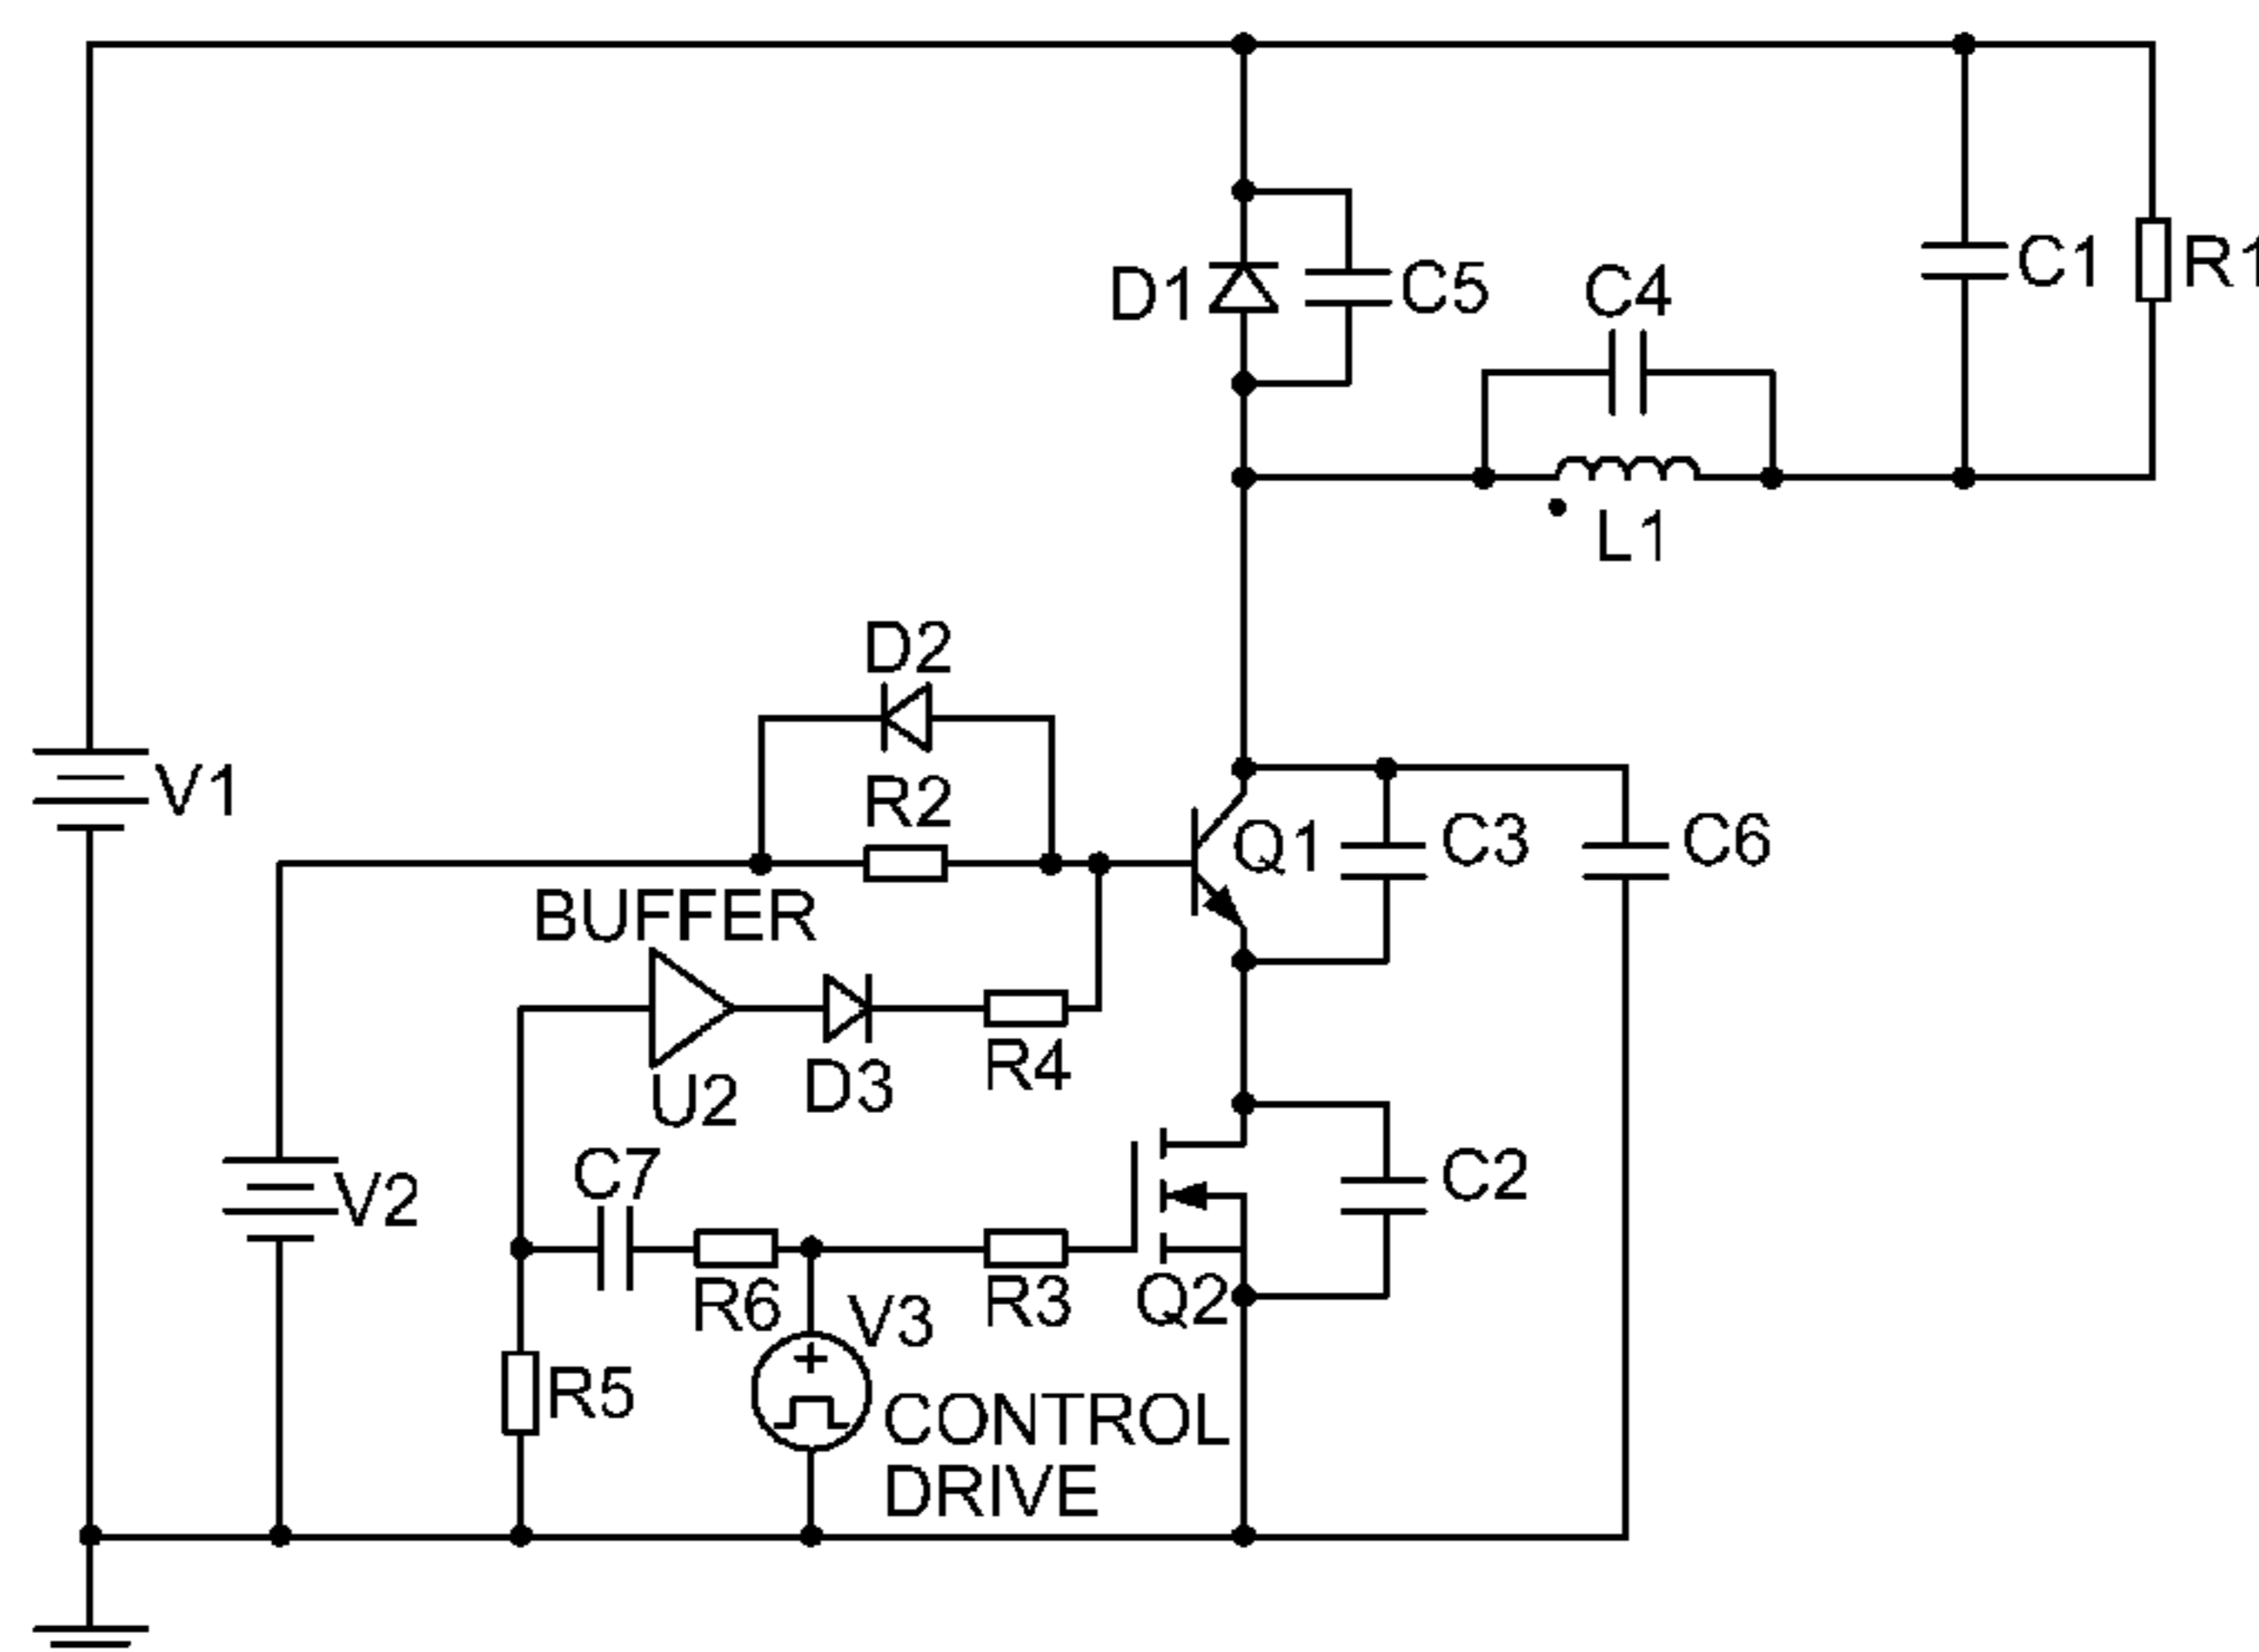 D1
C5
C4
C1
R1
L1
D2
V1
R2
Q1
C3
C6
BUFFER
U2
D3
R4
V2
C7
C2
R6
V3
R3
Q2
R5
CONTROL
DRIVE